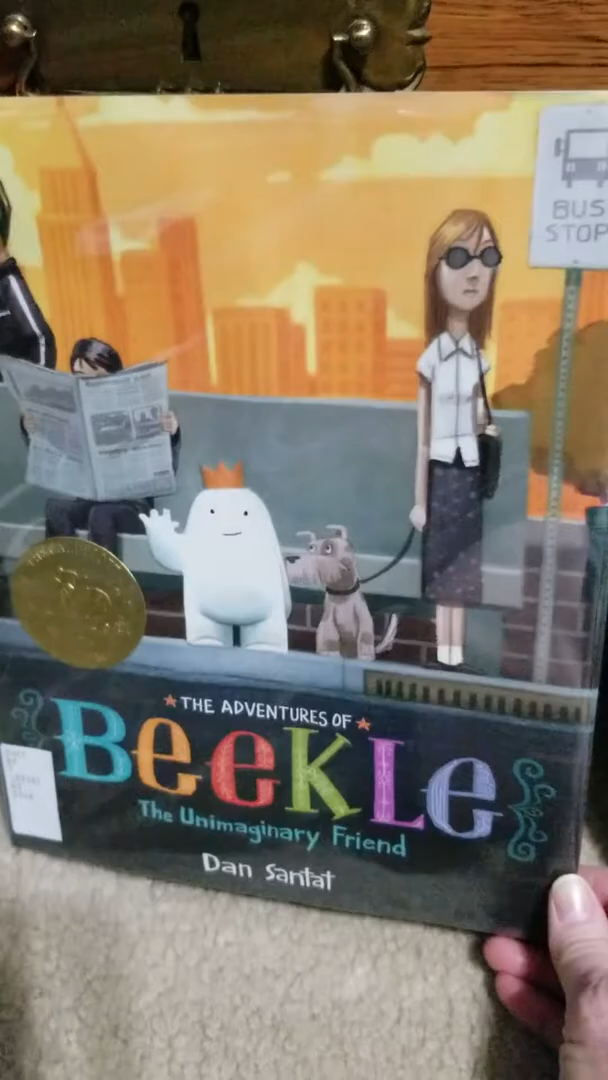 BUS
STOP
THE ADVENTURES OF
BeeKLe
The Unimaginary Friend
Dan Santat